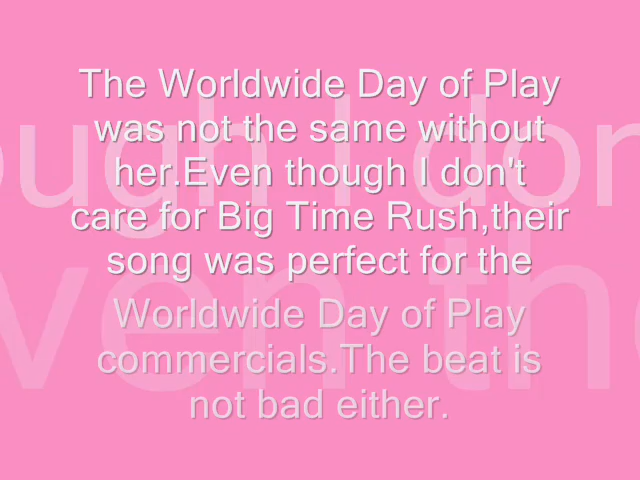 The Worldwide Day of Play
was not the same without
her.Even though I don't
care for Big Time Rush,their
song was perfect for the
Worldwide Day of Play
commercials.The beat is
not bad either.